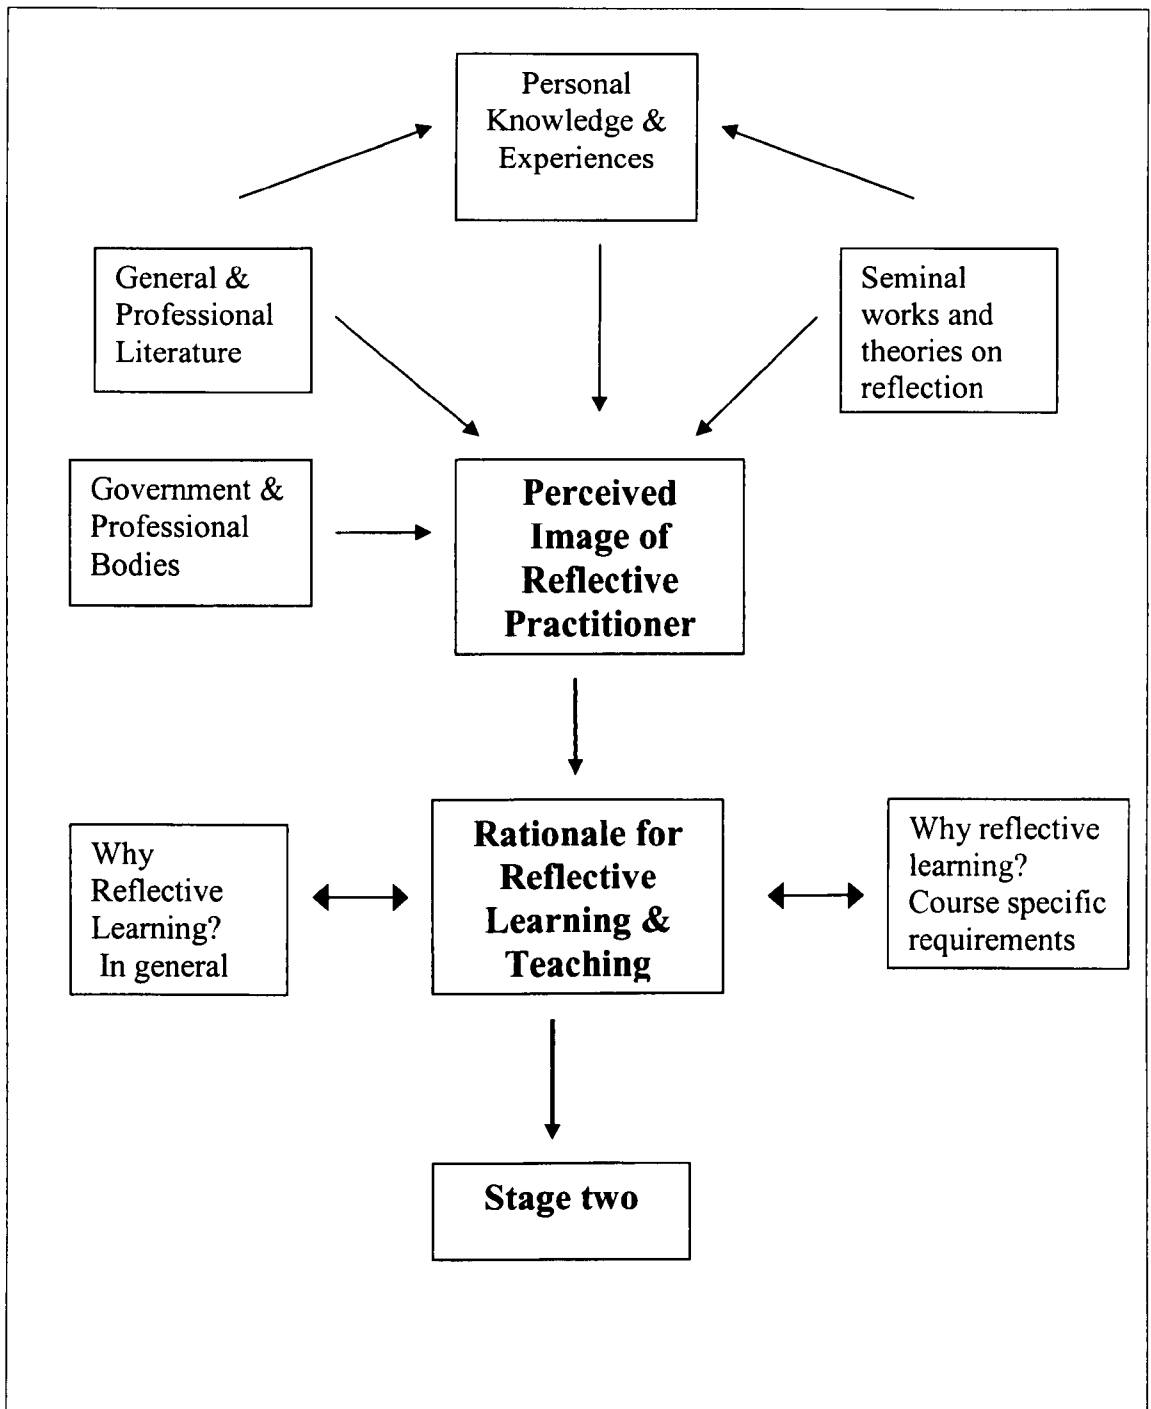 Personal
Knowledge &
Experiences
General &
Professional
Literature
Seminal
works and
theories on
reflection
Government &
Professional
Bodies
Perceived
Image of
Reflective
Practitioner
Why
Reflective
Learning?
In general
Rationale for
Reflective
Learning &
Teaching
Why reflective
learning?
Course specific
requirements
Stage two